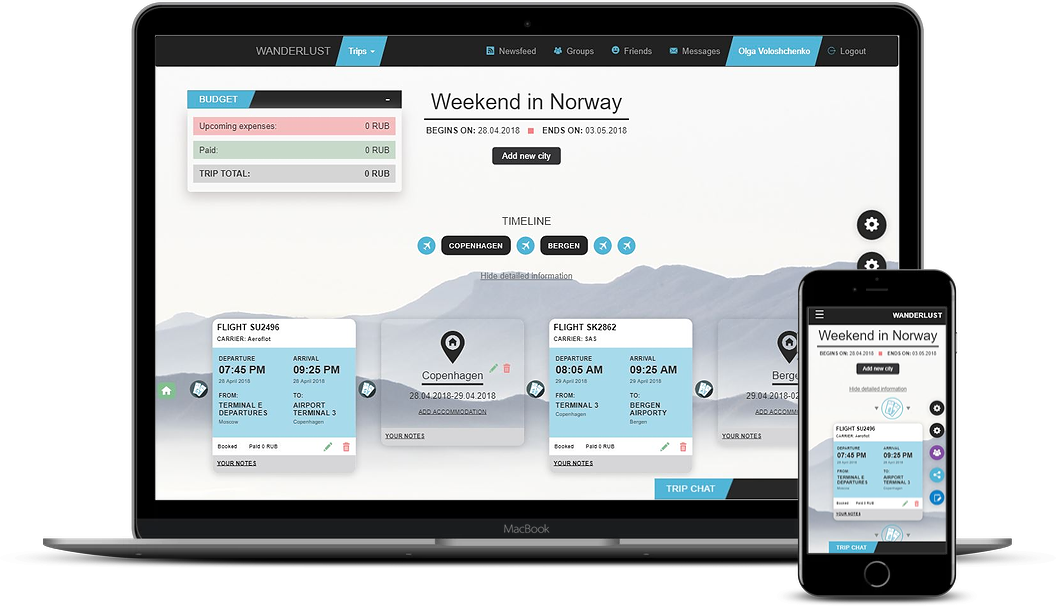 WANDERLUST Trips Newsfeed Groups Friends Messages Olga Voloshchenko Logout
BUDGET -
Upcoming expenses: 0 RUB
Paid: 0 RUB
TRIP TOTAL: 0 RUB
Weekend in Norway
BEGINS ON: 28.04.2018 ENDS ON: 03.05.2018
Add new city
TIMELINE
COPENHAGEN BERGEN
Hide detailed information
FLIGHT SU2496
CARRIER: Aeroflot
DEPARTURE ARRIVAL
07:45 PM 09:25 PM
28 April 2018 28 April 2018
FROM: TO:
TERMINAL E AIRPORT
DEPARTURES TERMINAL 3
Moscow Copenhagen
Booked Paid 0 RUB
YOUR NOTES
Copenhagen
28.04.2018-29.04.2018
ADD ACCOMMODATION
YOUR NOTES
FLIGHT SK2862
CARRIER: SAS
DEPARTURE ARRIVAL
08:05 AM 09:25 AM
29 April 2018 29 April 2018
FROM: TO:
TERMINAL 3 BERGEN
AIRPORTY
Copenhagen Bergen
Booked Paid 0 RUB
YOUR NOTES
Berge
29.04.2018-02
ADD ACCOMM
YOUR NOTES
TRIP CHAT
MacBook
WANDERLUST
Weekend in Norway
BEGINS ON: 28.04.2018 ENDS ON: 03.05.2018
Add new city
Hide detailed information
FLIGHT SU2496
CARRIER: Aeroflot
DEPARTURE ARRIVAL
07:45 PM 09:25 PM
28 April 2018 28 April 2018
FROM: TO:
TERMINAL E AIRPORT
DEPARTURES TERMINAL 3
Moscow Copenhagen
Booked Paid 0 RUB
YOUR NOTES
TRIP CHAT